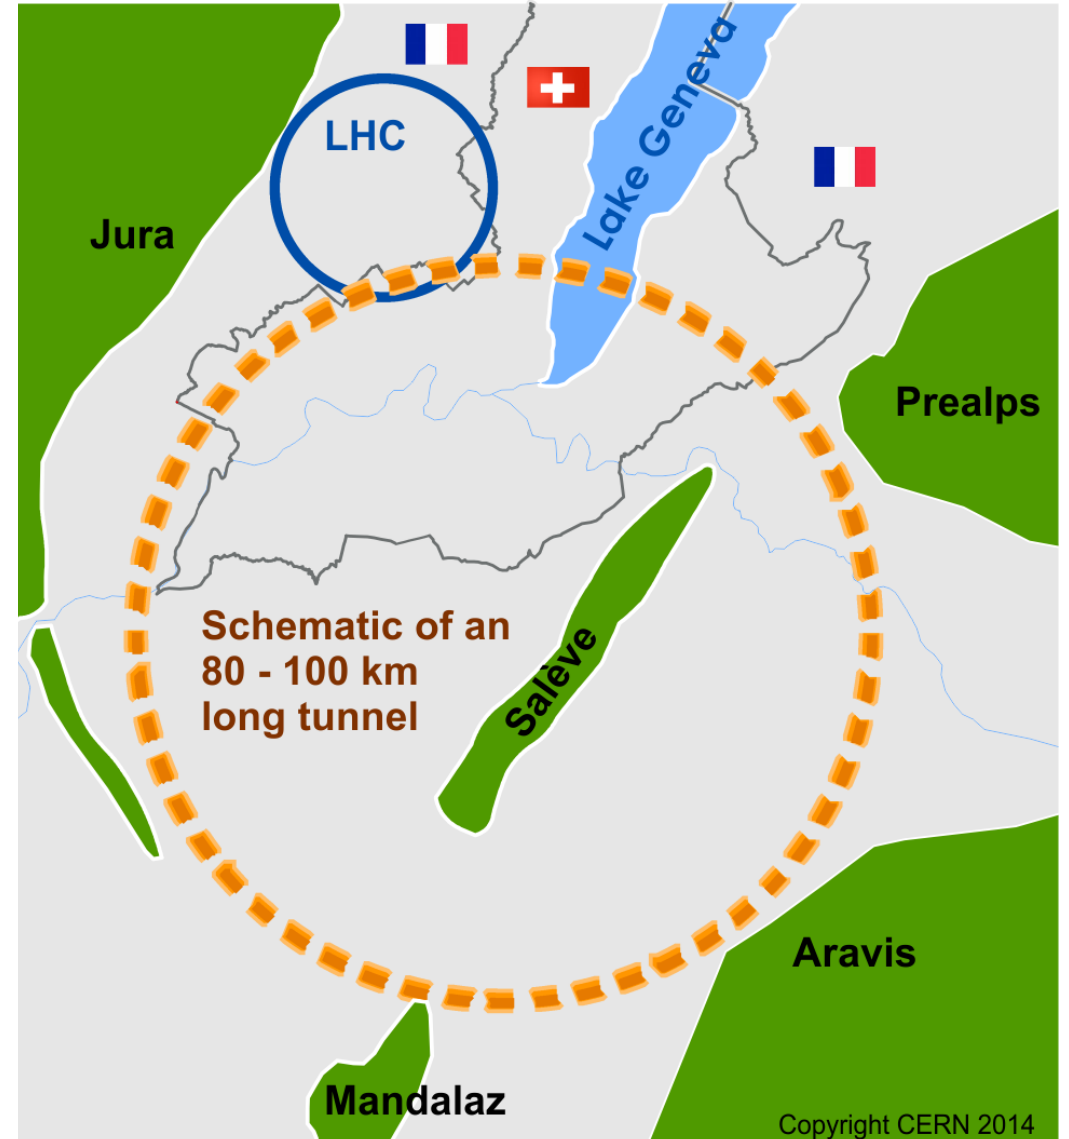 LHC
Lake Geneva
Jura
Prealps
Schematic of an
80 - 100 km
long tunnel
Salève
Aravis
Mandalaz
Copyright CERN 2014